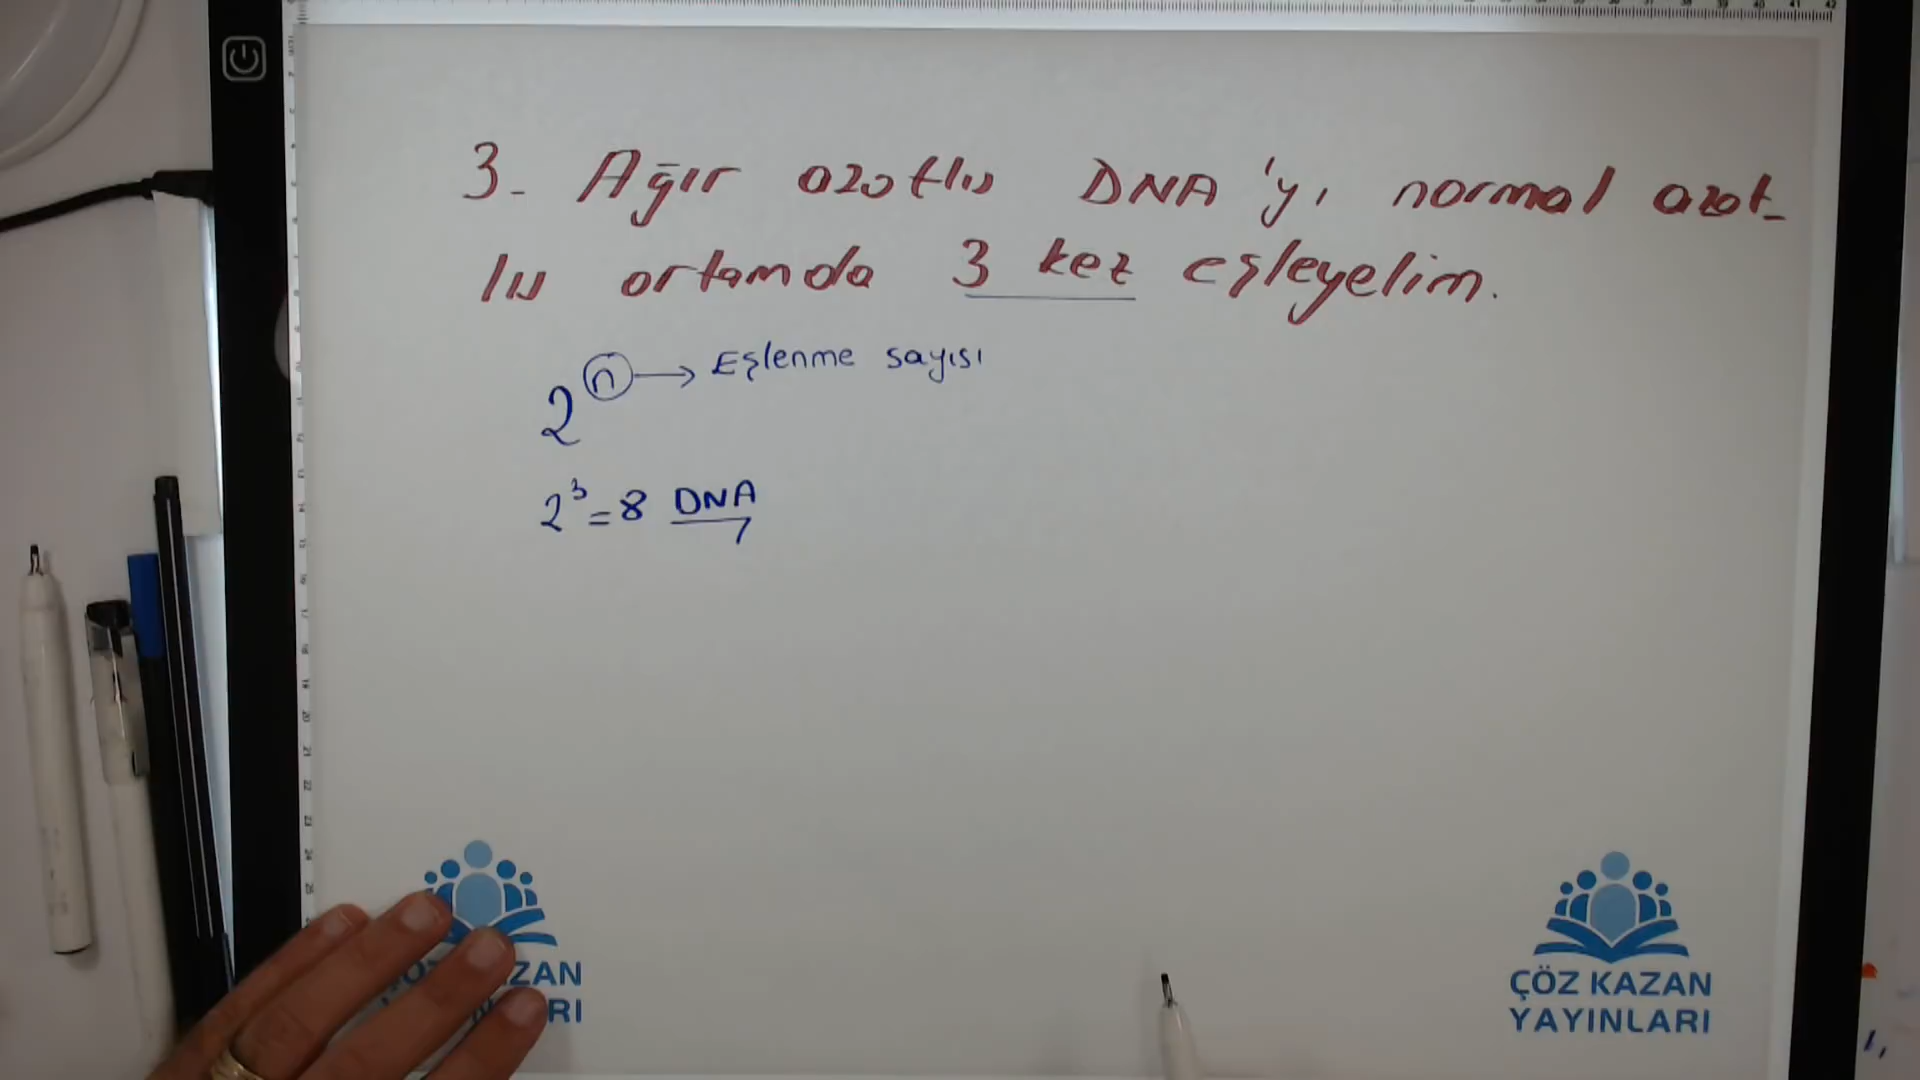 3- Ağır azotlu DNA'yı normal azot-
lu ortamda 3 kez eşleyelim.
2ⁿ → Eşlenme sayısı
2³ = 8 DNA
ÇÖZ KAZAN
YAYINLARI